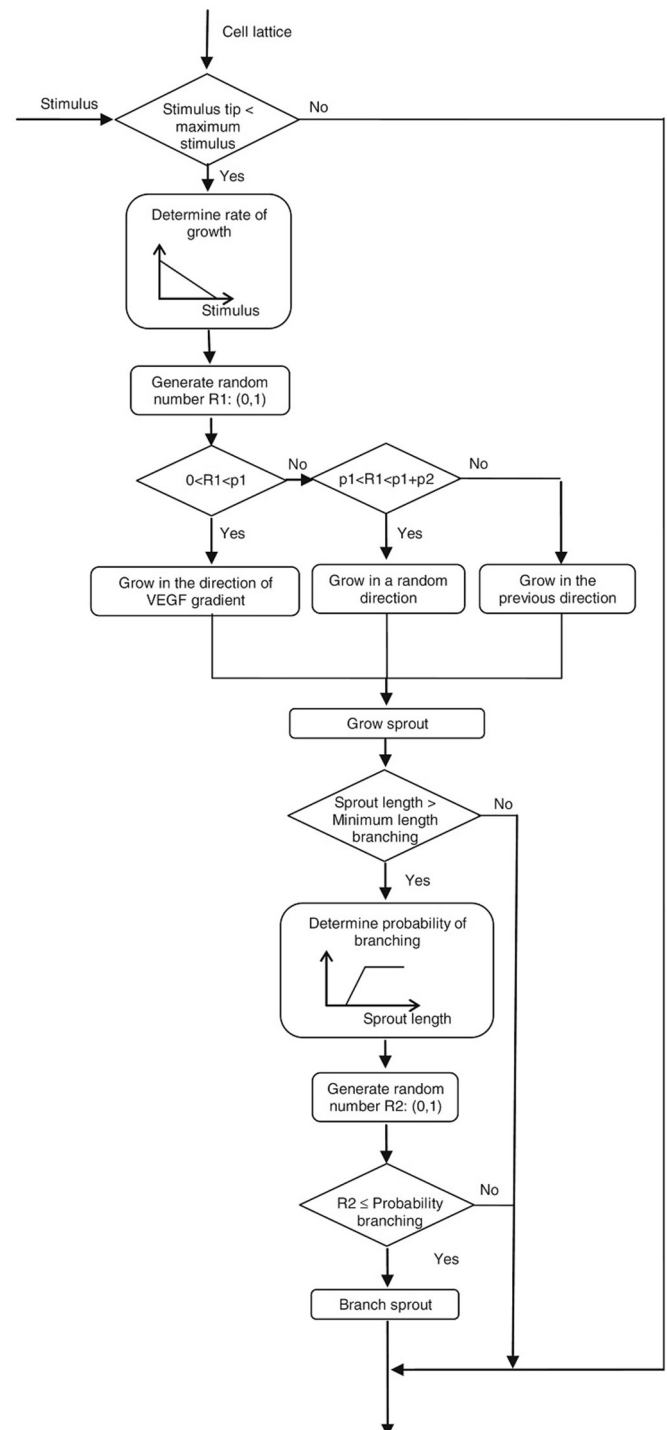 Cell lattice
Stimulus
Stimulus tip <
maximum
stimulus
No
Yes
Determine rate of
growth
Stimulus
Generate random
number R1: (0,1)
0<R1<p1
No
p1<R1<p1+p2
No
Yes
Yes
Grow in the direction of
VEGF gradient
Grow in a random
direction
Grow in the
previous direction
Grow sprout
Sprout length >
Minimum length
branching
No
Yes
Determine probability of
branching
Sprout length
Generate random
number R2: (0,1)
R2 ≤ Probability
branching
No
Yes
Branch sprout